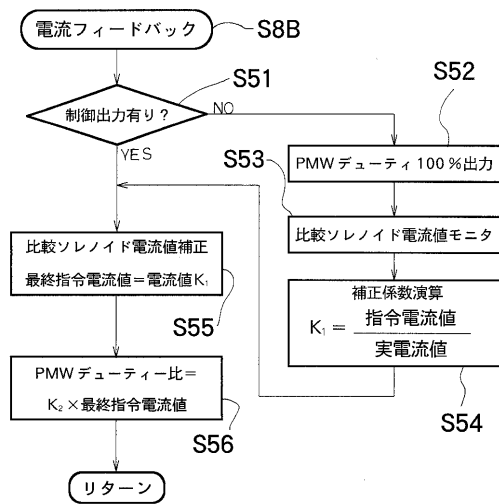 電流フィードバック
S8B
制御出力有り？
S51
NO
YES
S52
PMWデューティ100%出力
S53
比較ソレノイド電流値モニタ
補正係数演算
K₁ = 指令電流値 / 実電流値
S54
比較ソレノイド電流値補正
最終指令電流値=電流値K₁
S55
PMWデューティー比=
K₂×最終指令電流値
S56
リターン